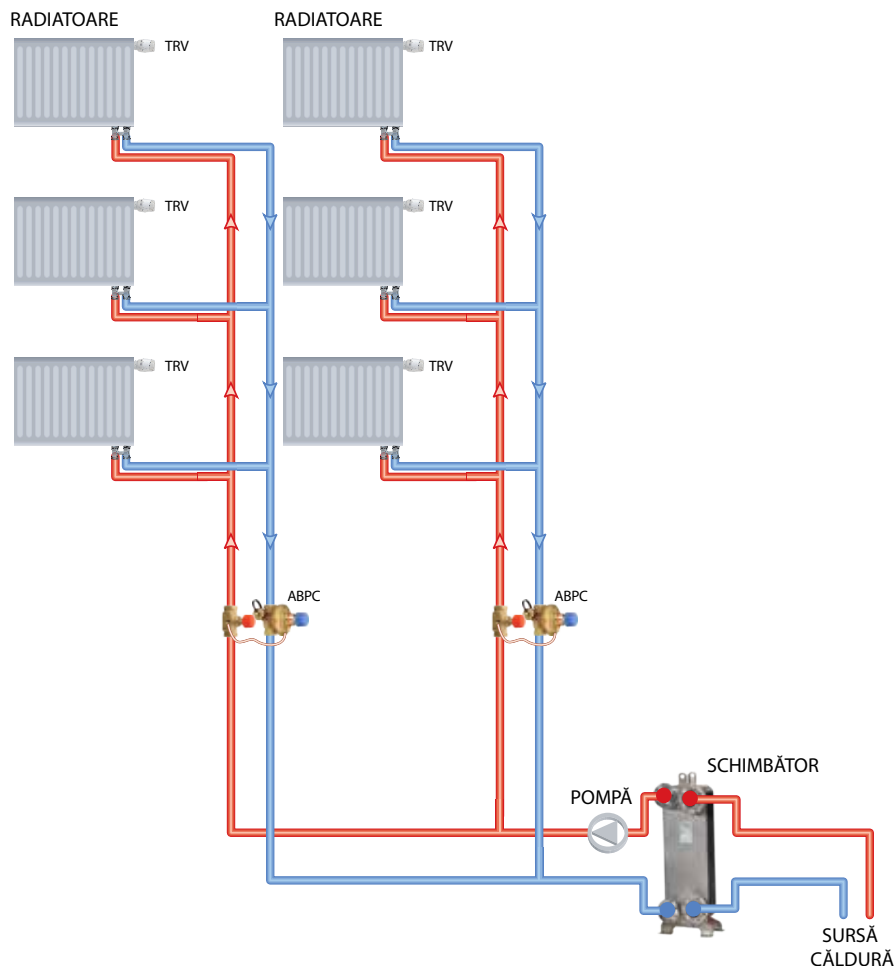 RADIATOARE
RADIATOARE
TRV
TRV
TRV
TRV
TRV
TRV
ABPC
ABPC
SCHIMBĂTOR
POMPĂ
SURSĂ
CĂLDURĂ